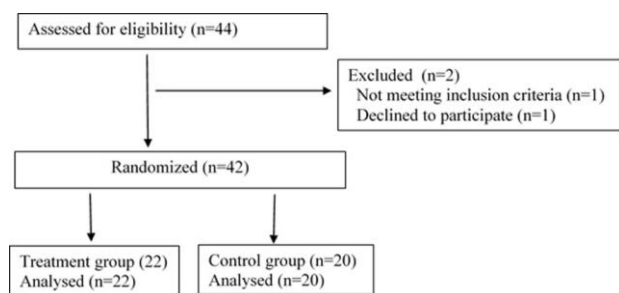 Assessed for eligibility (n=44)
Excluded  (n=2)
Not meeting inclusion criteria (n=1)
Declined to participate (n=1)
Randomized (n=42)
Treatment group (22)
Analysed (n=22)
Control group (n=20)
Analysed (n=20)